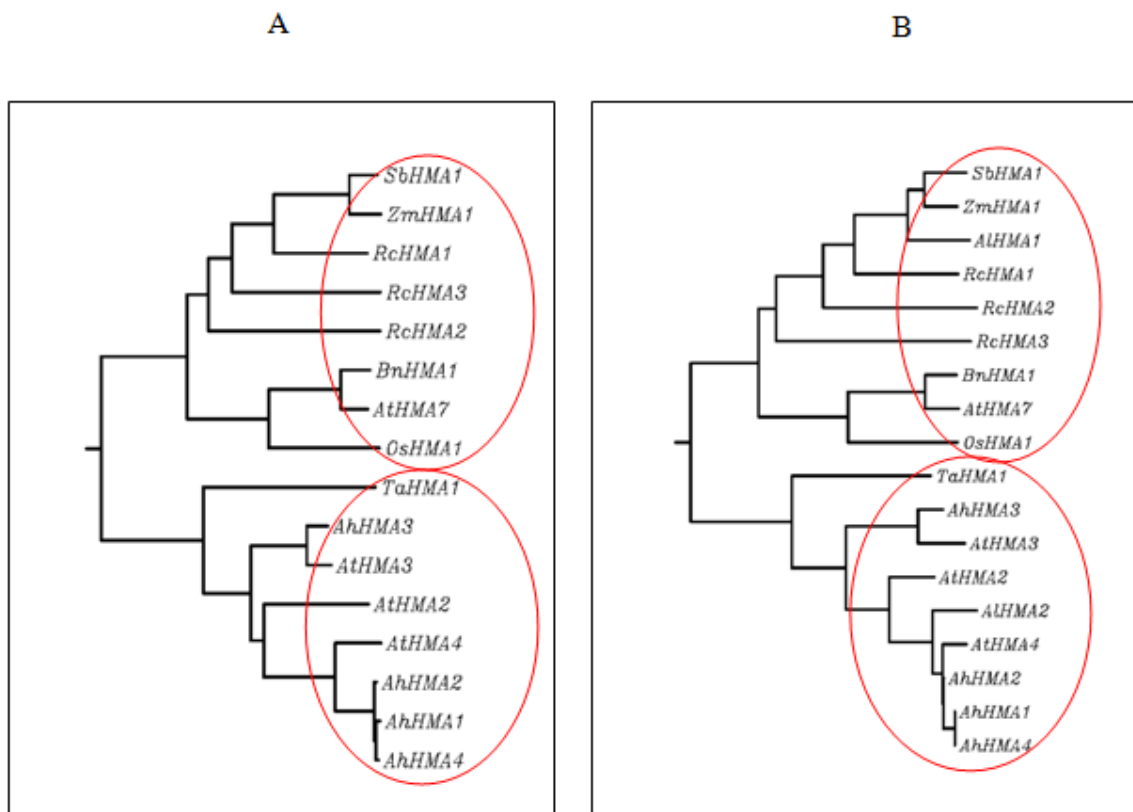 A
B
SbHMA1
ZmHMA1
RcHMA1
RcHMA3
RcHMA2
BnHMA1
AtHMA7
OsHMA1
TaHMA1
AhHMA3
AtHMA3
AtHMA2
AtHMA4
AhHMA2
AhHMA1
AhHMA4
SbHMA1
ZmHMA1
AlHMA1
RcHMA1
RcHMA2
RcHMA3
BnHMA1
AtHMA7
OsHMA1
TaHMA1
AhHMA3
AtHMA3
AtHMA2
AlHMA2
AtHMA4
AhHMA2
AhHMA1
AhHMA4